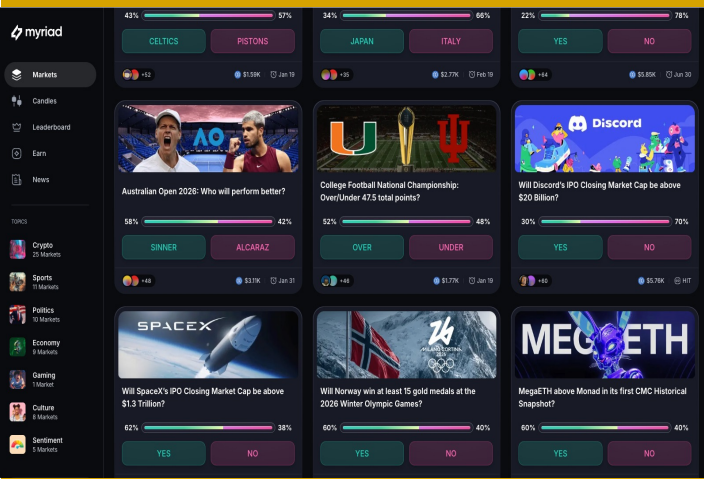 myriad
Markets
Candles
Leaderboard
Earn
News
TOPICS
Crypto
25 Markets
Sports
11 Markets
Politics
10 Markets
Economy
9 Markets
Gaming
1 Market
Culture
8 Markets
Sentiment
5 Markets
43% 57%
CELTICS PISTONS
+52 $1.59K Jan 19
34% 66%
JAPAN ITALY
+35 $2.77K Feb 19
22% 78%
YES NO
+64 $5.85K Jun 30
AO
Australian Open 2026: Who will perform better?
58% 42%
SINNER ALCARAZ
+48 $3.11K Jan 31
College Football National Championship:
Over/Under 47.5 total points?
52% 48%
OVER UNDER
+46 $1.77K Jan 19
Discord
Will Discord's IPO Closing Market Cap be above
$20 Billion?
30% 70%
YES NO
+60 $5.76K HIT
SPACEX
Will SpaceX's IPO Closing Market Cap be above
$1.3 Trillion?
62% 38%
YES NO
MILANO CORTINA
2026
Will Norway win at least 15 gold medals at the
2026 Winter Olympic Games?
60% 40%
YES NO
MEGAETH
MegaETH above Monad in its first CMC Historical
Snapshot?
60% 40%
YES NO